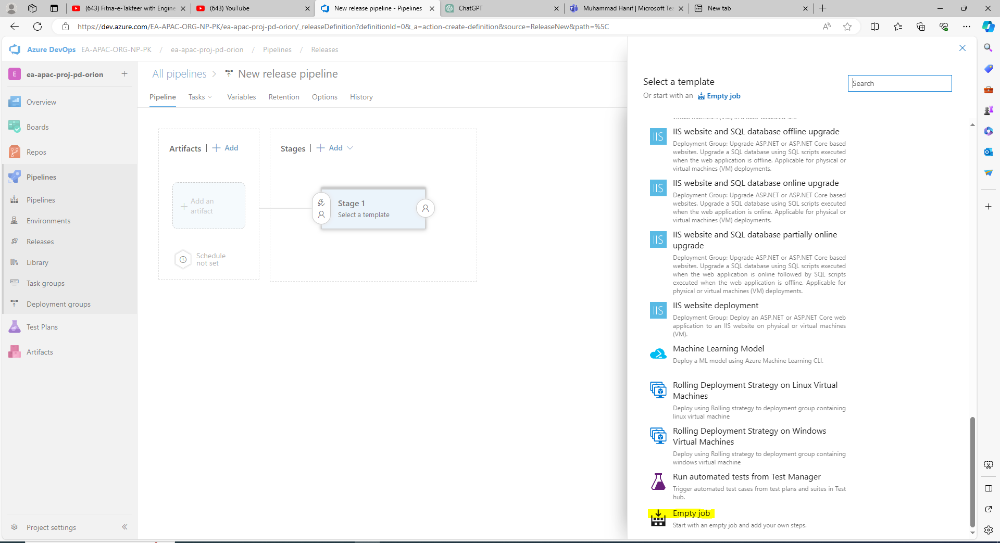 (643) Fitna-e-Takfeer with Engine
(643) YouTube
New release pipeline - Pipelines
ChatGPT
Muhammad Hanif | Microsoft Te
New tab
https://dev.azure.com/EA-APAC-ORG-NP-PK/ea-apac-proj-pd-orion/_releaseDefinition?definitionId=0&_a=action-create-definition&source=ReleaseNew&path=%5C
Azure DevOps EA-APAC-ORG-NP-PK / ea-apac-proj-pd-orion / Pipelines / Releases
E ea-apac-proj-pd-orion
Overview
Boards
Repos
Pipelines
Pipelines
Environments
Releases
Library
Task groups
Deployment groups
Test Plans
Artifacts
Project settings
All pipelines > New release pipeline
Pipeline Tasks Variables Retention Options History
Artifacts | + Add
Add an
artifact
Schedule
not set
Stages | + Add
Stage 1
Select a template
Select a template
Or start with an Empty job
Search
virtual machines (VM) in a load-balanced set.
IIS website and SQL database offline upgrade
Deployment Group: Upgrade ASP.NET or ASP.NET Core based
websites. Upgrade a SQL database using SQL scripts executed
when the web application is offline. Applicable for physical or
virtual machines (VM) deployments.
IIS website and SQL database online upgrade
Deployment Group: Upgrade ASP.NET or ASP.NET Core based
websites. Upgrade a SQL database using SQL scripts executed
when the web application is online. Applicable for physical or
virtual machines (VM) deployments.
IIS website and SQL database partially online
upgrade
Deployment Group: Upgrade ASP.NET or ASP.NET Core based
websites. Upgrade a SQL database using SQL scripts executed
when the web application is online followed by SQL scripts
executed when the web application is offline. Applicable for
physical or virtual machines (VM) deployments.
IIS website deployment
Deployment Group: Deploy an ASP.NET or ASP.NET Core web
application to an IIS website on physical or virtual machines
(VM).
IIS
IIS
IIS
IIS
Machine Learning Model
Deploy a ML model using Azure Machine Learning CLI.
Rolling Deployment Strategy on Linux Virtual
Machines
Deploy using Rolling strategy to deployment group containing
linux virtual machine
Rolling Deployment Strategy on Windows
Virtual Machines
Deploy using Rolling strategy to deployment group containing
windows virtual machine
Run automated tests from Test Manager
Trigger automated test cases from test plans and suites in Test
hub.
Empty job
Start with an empty job and add your own steps.